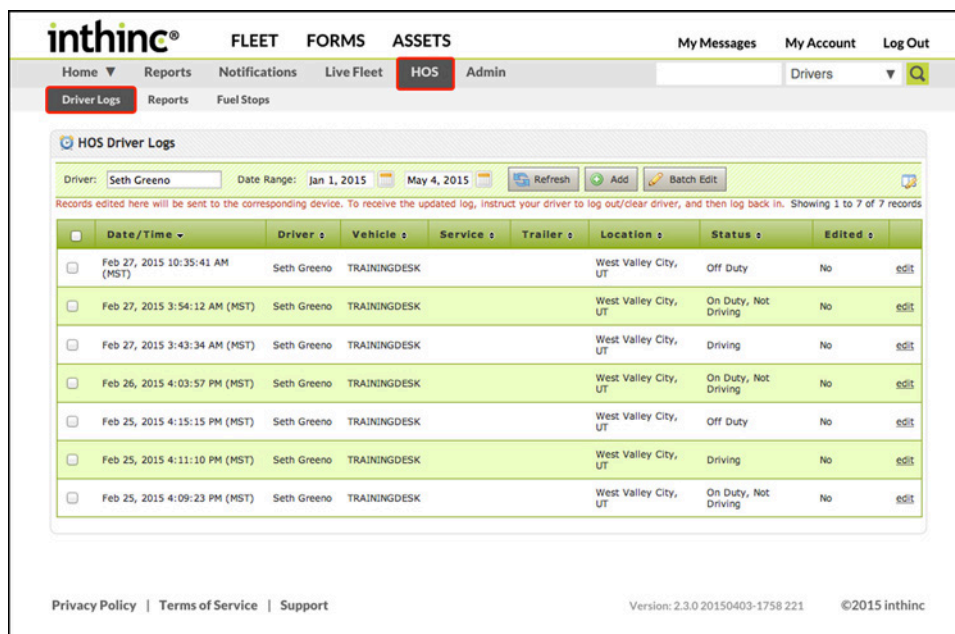 inthinc® FLEET FORMS ASSETS My Messages My Account Log Out
Home ▼ Reports Notifications Live Fleet HOS Admin Drivers ▼
Driver Logs Reports Fuel Stops
HOS Driver Logs
Driver: Seth Greeno Date Range: Jan 1, 2015 May 4, 2015 Refresh Add Batch Edit
Records edited here will be sent to the corresponding device. To receive the updated log, instruct your driver to log out/clear driver, and then log back in. Showing 1 to 7 of 7 records
Date/Time Driver Vehicle Service Trailer Location Status Edited
Feb 27, 2015 10:35:41 AM (MST) Seth Greeno TRAININGDESK West Valley City, UT Off Duty No edit
Feb 27, 2015 3:54:12 AM (MST) Seth Greeno TRAININGDESK West Valley City, UT On Duty, Not Driving No edit
Feb 27, 2015 3:43:34 AM (MST) Seth Greeno TRAININGDESK West Valley City, UT Driving No edit
Feb 26, 2015 4:03:57 PM (MST) Seth Greeno TRAININGDESK West Valley City, UT On Duty, Not Driving No edit
Feb 25, 2015 4:15:15 PM (MST) Seth Greeno TRAININGDESK West Valley City, UT Off Duty No edit
Feb 25, 2015 4:11:10 PM (MST) Seth Greeno TRAININGDESK West Valley City, UT Driving No edit
Feb 25, 2015 4:09:23 PM (MST) Seth Greeno TRAININGDESK West Valley City, UT On Duty, Not Driving No edit
Privacy Policy | Terms of Service | Support Version: 2.3.0 20150403-1758 221 ©2015 inthinc